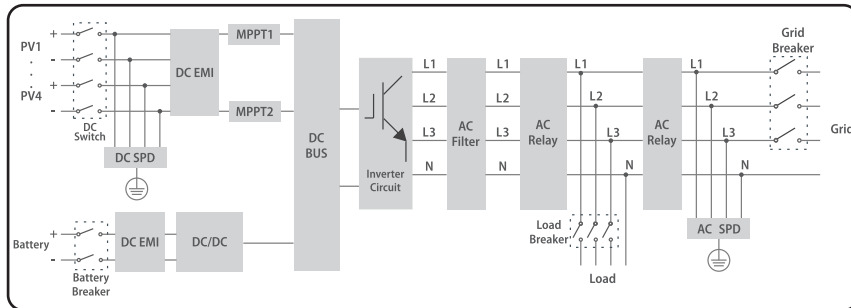 PV1
.
.
PV4
+
-
+
-
DC
Switch
DC SPD
DC EMI
MPPT1
MPPT2
Battery
+
-
Battery
Breaker
DC EMI
DC/DC
DC
BUS
Inverter
Circuit
L1
L2
L3
N
AC
Filter
L1
L2
L3
N
AC
Relay
L1
L2
L3
N
Load
Breaker
Load
AC
Relay
L1
L2
L3
N
AC SPD
Grid
Breaker
Grid